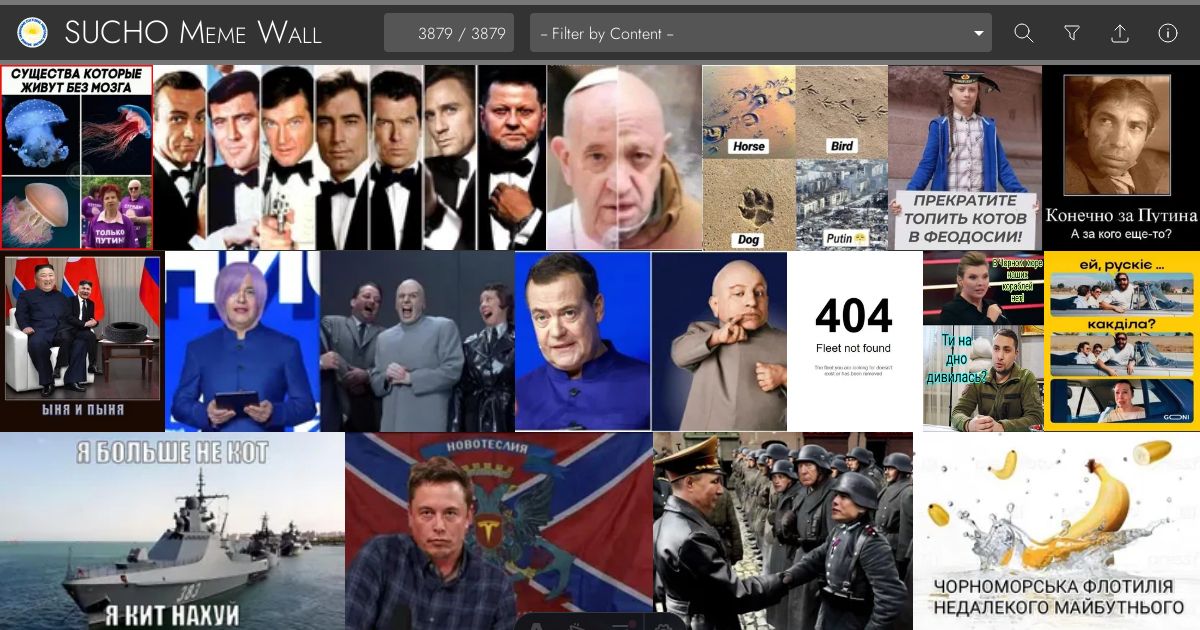 SUCHO Meme Wall
3879 / 3879
– Filter by Content –
СУЩЕСТВА КОТОРЫЕ
ЖИВУТ БЕЗ МОЗГА
ТОЛЬКО
ПУТИН
Horse
Bird
Dog
Putin
ПРЕКРАТИТЕ
ТОПИТЬ КОТОВ
В ФЕОДОСИИ!
Конечно за Путина
А за кого еще-то?
ЫНЯ И ПЫНЯ
404
Fleet not found
The fleet you are looking for doesn't
exist or has been removed
В Черном море
наших
кораблей
нет!
Ти на
дно
дивилась?
ей, рускіє ...
какділа?
Я БОЛЬШЕ НЕ КОТ
383
Я КИТ НАХУЙ
НОВОТЕСЛИЯ
ЧОРНОМОРСЬКА ФЛОТИЛІЯ
НЕДАЛЕКОГО МАЙБУТНЬОГО